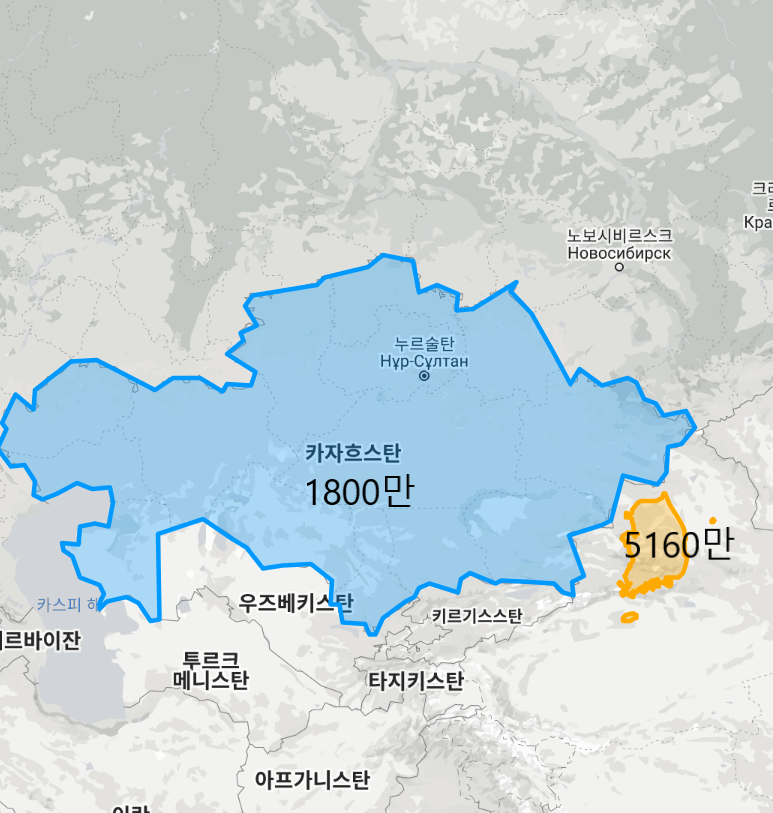 크라
Кра
노보시비르스크
Новосибирск
누르술탄
Нұр-Сұлтан
카자흐스탄
1800만
5160만
카스피 해
우즈베키스탄
키르기스스탄
르바이잔
투르크
메니스탄
타지키스탄
아프가니스탄
이란